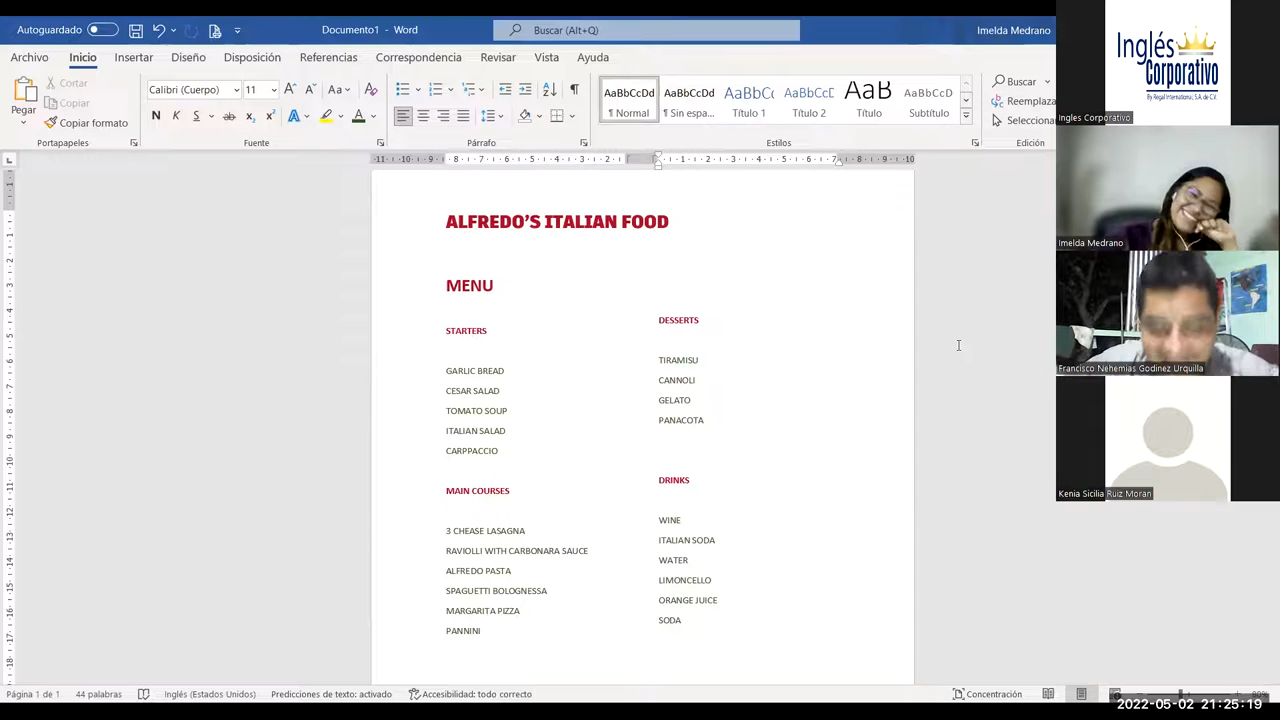 Autoguardado
Documento1 - Word
Buscar (Alt+Q)
Imelda Medrano
Archivo Inicio Insertar Diseño Disposición Referencias Correspondencia Revisar Vista Ayuda
Pegar
Cortar
Copiar
Copiar formato
Portapapeles
Calibri (Cuerpo) 11
Fuente
Párrafo
AaBbCcDd AaBbCcDd AaBbC AaBbCcD AaB AaBbCcD
¶ Normal ¶ Sin espa... Título 1 Título 2 Título Subtítulo
Estilos
Buscar
Reemplaza
Selecciona
Edición
ALFREDO'S ITALIAN FOOD
MENU
STARTERS
GARLIC BREAD
CESAR SALAD
TOMATO SOUP
ITALIAN SALAD
CARPPACCIO
MAIN COURSES
3 CHEASE LASAGNA
RAVIOLLI WITH CARBONARA SAUCE
ALFREDO PASTA
SPAGUETTI BOLOGNESSA
MARGARITA PIZZA
PANNINI
DESSERTS
TIRAMISU
CANNOLI
GELATO
PANACOTA
DRINKS
WINE
ITALIAN SODA
WATER
LIMONCELLO
ORANGE JUICE
SODA
Página 1 de 1 44 palabras Inglés (Estados Unidos) Predicciones de texto: activado Accesibilidad: todo correcto Concentración
Inglés
Corporativo
By Regal International, S.A. de C.V.
Ingles Corporativo
Imelda Medrano
Francisco Nehemias Godinez Urquilla
Kenia Sicilia Ruiz Moran
2022-05-02 21:25:19